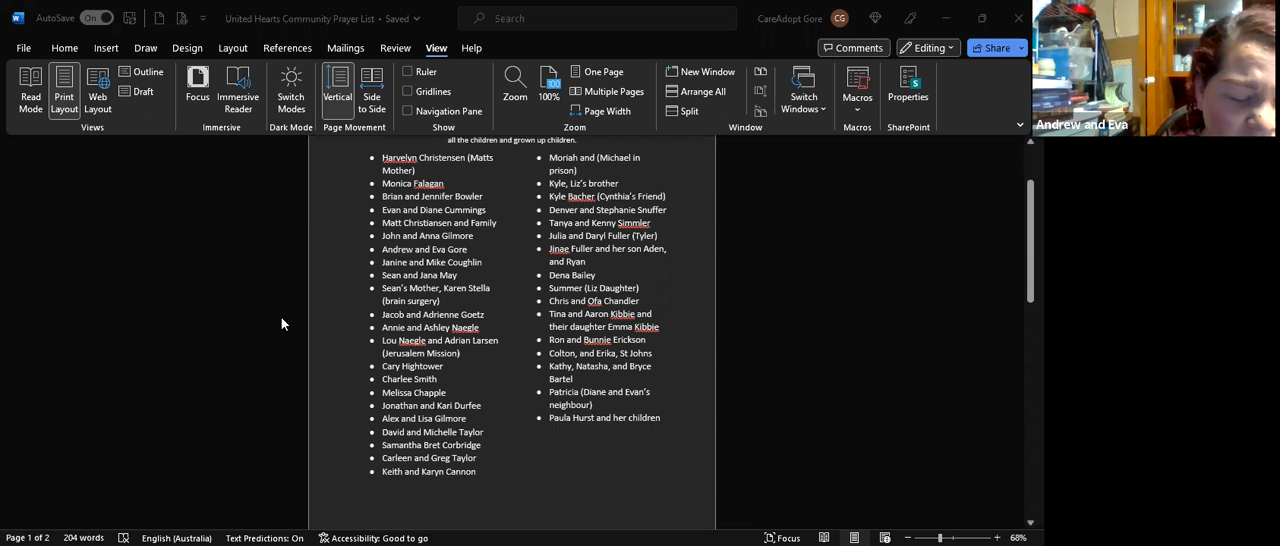 AutoSave On United Hearts Community Prayer List • Saved Search CareAdopt Gore CG
File Home Insert Draw Design Layout References Mailings Review View Help Comments Editing Share
Read Mode
Print Layout
Web Layout
Outline
Draft
Views
Focus
Immersive Reader
Immersive
Switch Modes
Dark Mode
Vertical
Side to Side
Page Movement
Ruler
Gridlines
Navigation Pane
Show
Zoom
100
100%
One Page
Multiple Pages
Page Width
Zoom
New Window
Arrange All
Split
Switch Windows
Window
Macros
Macros
Properties
SharePoint
Andrew and Eva
all the children and grown up children.
• Harvelyn Christensen (Matts
Mother)
• Monica Falagan
• Brian and Jennifer Bowler
• Evan and Diane Cummings
• Matt Christiansen and Family
• John and Anna Gilmore
• Andrew and Eva Gore
• Janine and Mike Coughlin
• Sean and Jana May
• Sean's Mother, Karen Stella
(brain surgery)
• Jacob and Adrienne Goetz
• Annie and Ashley Naegle
• Lou Naegle and Adrian Larsen
(Jerusalem Mission)
• Cary Hightower
• Charlee Smith
• Melissa Chapple
• Jonathan and Kari Durfee
• Alex and Lisa Gilmore
• David and Michelle Taylor
• Samantha Bret Corbridge
• Carleen and Greg Taylor
• Keith and Karyn Cannon
• Moriah and (Michael in
prison)
• Kyle, Liz's brother
• Kyle Bacher (Cynthia's Friend)
• Denver and Stephanie Snuffer
• Tanya and Kenny Simmler
• Julia and Daryl Fuller (Tyler)
• Jinae Fuller and her son Aden,
and Ryan
• Dena Bailey
• Summer (Liz Daughter)
• Chris and Ofa Chandler
• Tina and Aaron Kibbie and
their daughter Emma Kibbie
• Ron and Bunnie Erickson
• Colton, and Erika, St Johns
• Kathy, Natasha, and Bryce
Bartel
• Patricia (Diane and Evan's
neighbour)
• Paula Hurst and her children
Page 1 of 2 204 words English (Australia) Text Predictions: On Accessibility: Good to go Focus 68%